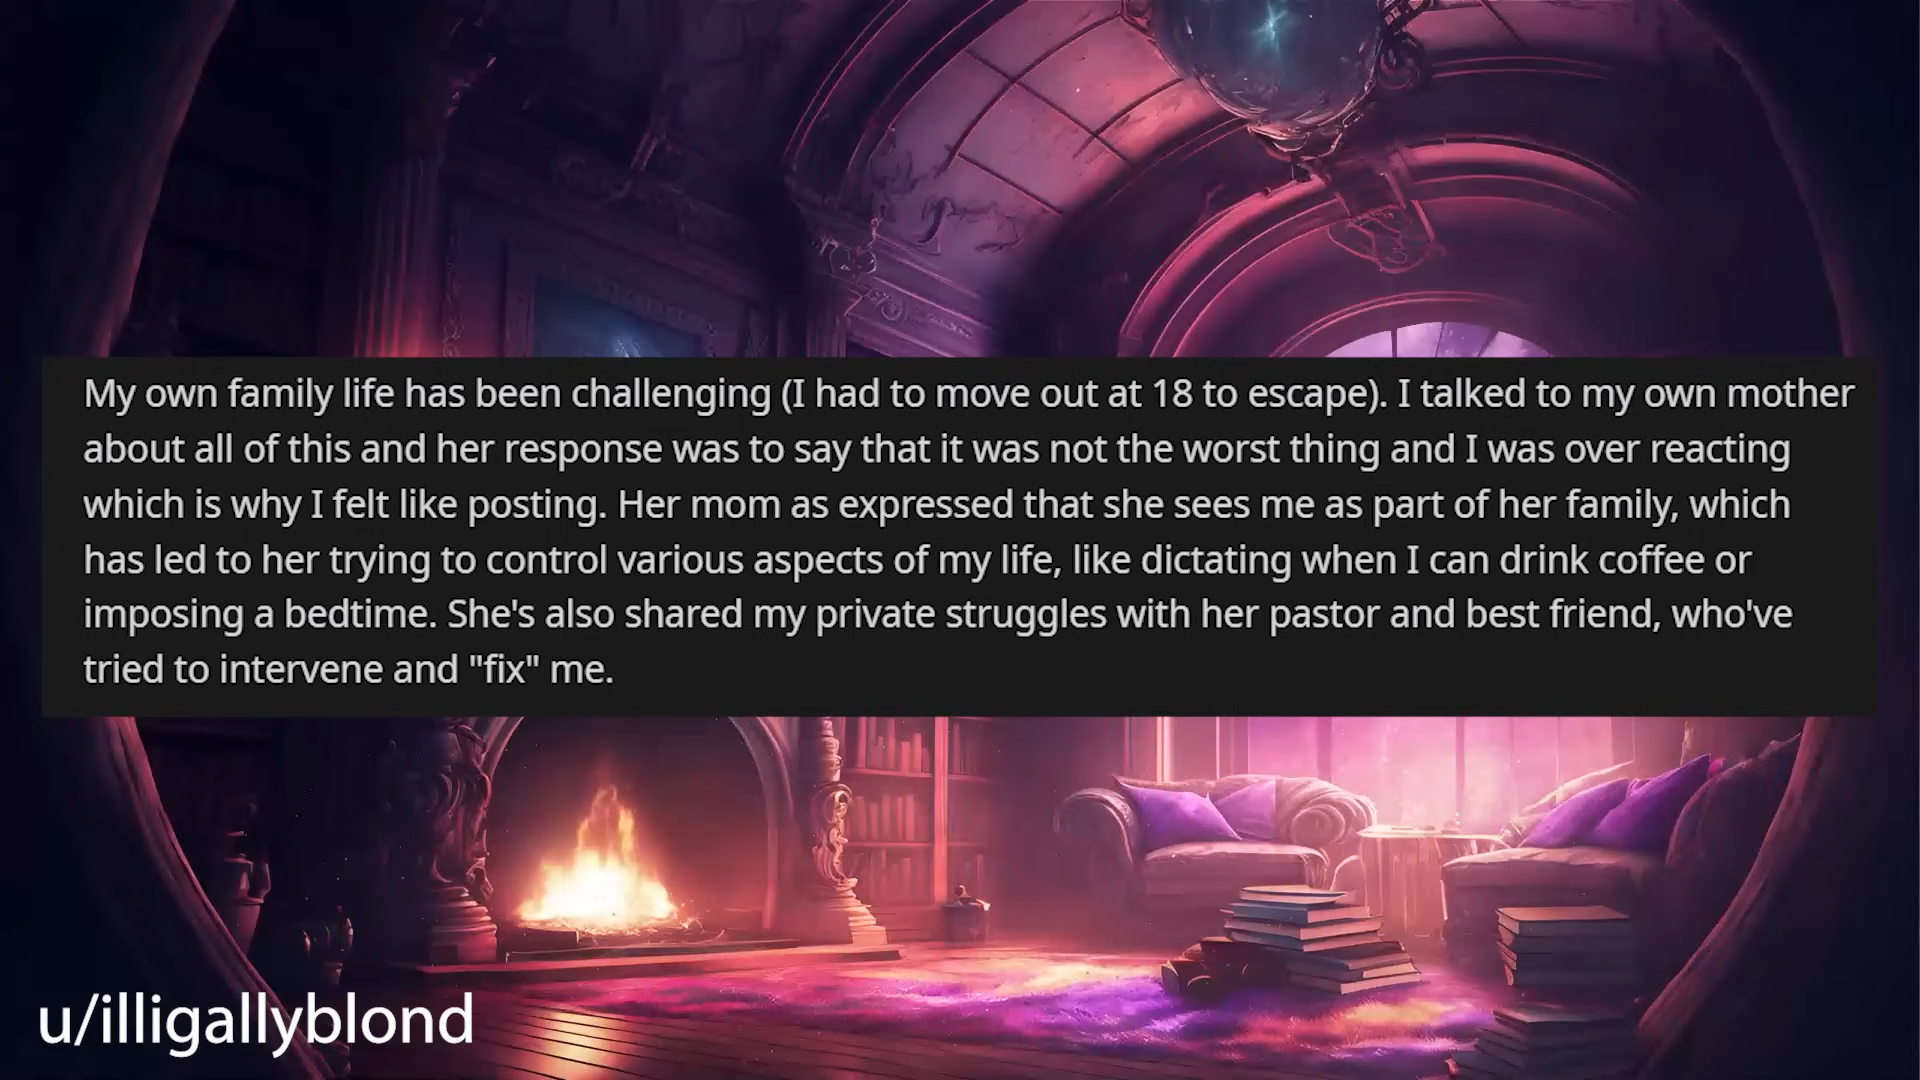 My own family life has been challenging (I had to move out at 18 to escape). I talked to my own mother
about all of this and her response was to say that it was not the worst thing and I was over reacting
which is why I felt like posting. Her mom as expressed that she sees me as part of her family, which
has led to her trying to control various aspects of my life, like dictating when I can drink coffee or
imposing a bedtime. She's also shared my private struggles with her pastor and best friend, who've
tried to intervene and "fix" me.
u/illigallyblond